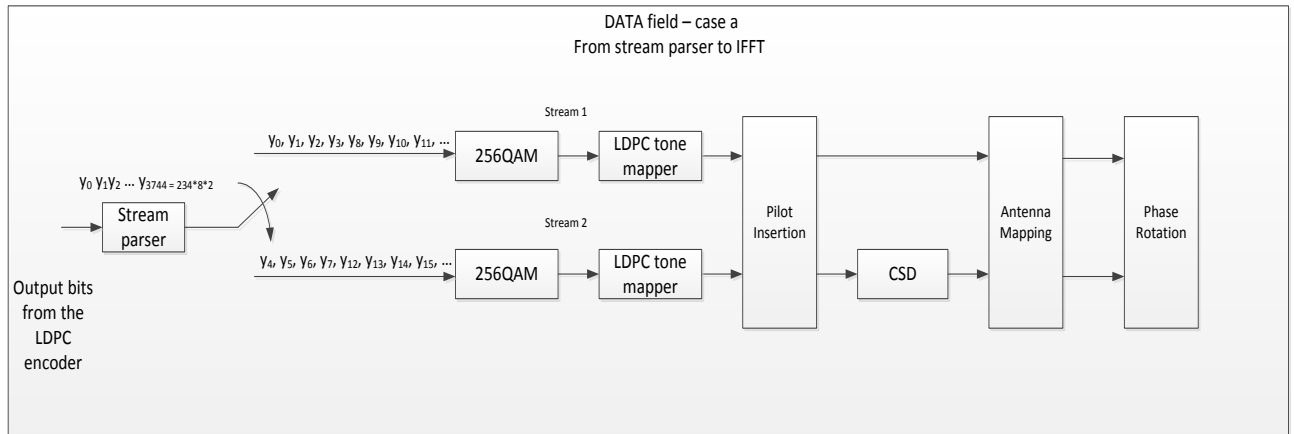 DATA field – case a
From stream parser to IFFT
Stream 1
y0, y1, y2, y3, y8, y9, y10, y11, ...
256QAM
LDPC tone
mapper
y0 y1y2 ... y3744 = 234*8*2
Stream
parser
Pilot
Insertion
Antenna
Mapping
Phase
Rotation
Stream 2
y4, y5, y6, y7, y12, y13, y14, y15, ...
256QAM
LDPC tone
mapper
CSD
Output bits
from the
LDPC
encoder